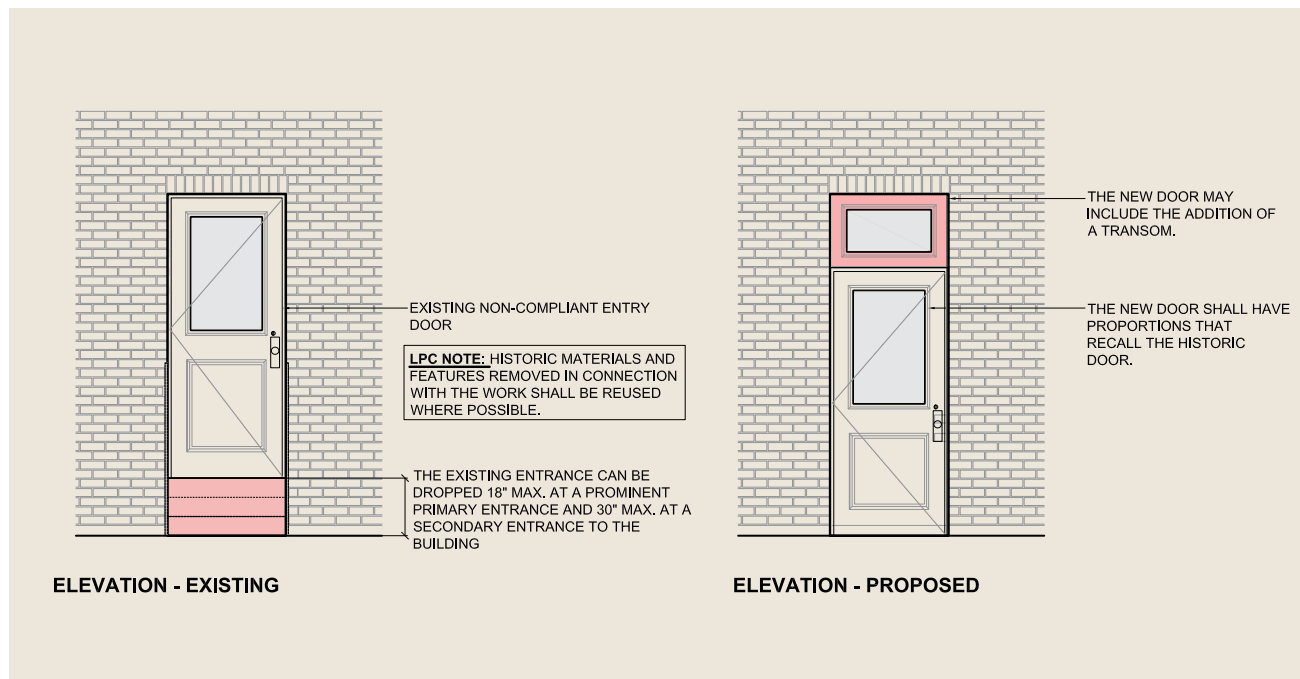 EXISTING NON-COMPLIANT ENTRY
DOOR
LPC NOTE: HISTORIC MATERIALS AND
FEATURES REMOVED IN CONNECTION
WITH THE WORK SHALL BE REUSED
WHERE POSSIBLE.
THE EXISTING ENTRANCE CAN BE
DROPPED 18" MAX. AT A PROMINENT
PRIMARY ENTRANCE AND 30" MAX. AT A
SECONDARY ENTRANCE TO THE
BUILDING
ELEVATION - EXISTING
THE NEW DOOR MAY
INCLUDE THE ADDITION OF
A TRANSOM.
THE NEW DOOR SHALL HAVE
PROPORTIONS THAT
RECALL THE HISTORIC
DOOR.
ELEVATION - PROPOSED